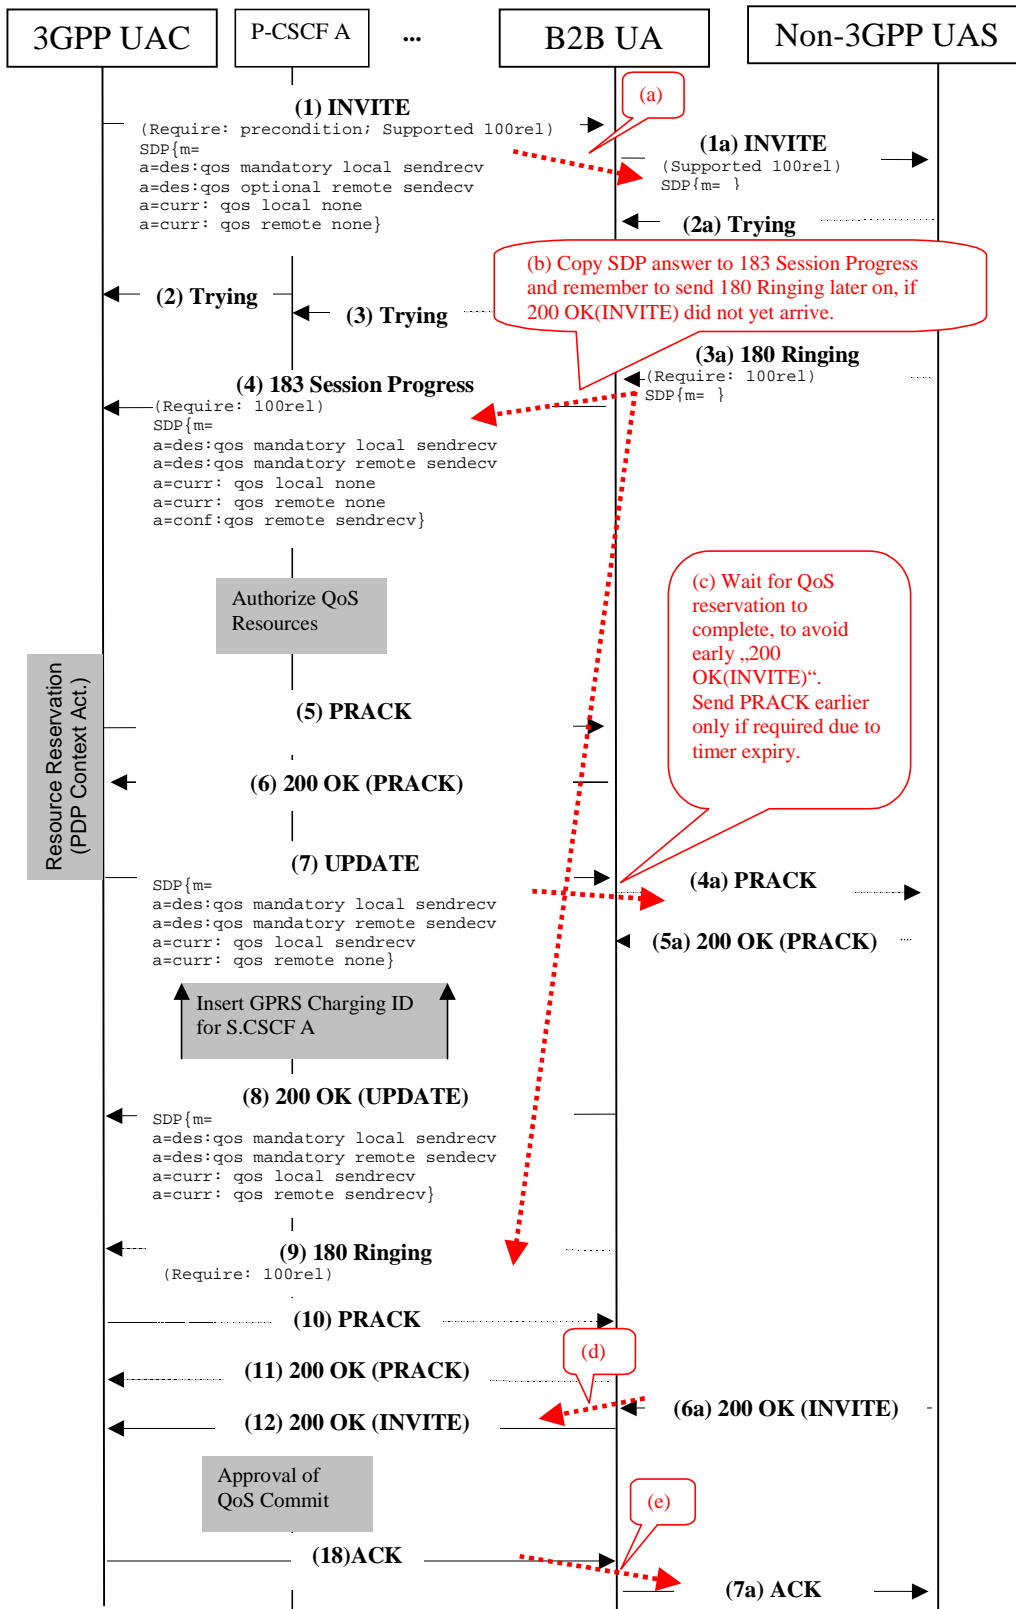 3GPP UAC
P-CSCF A
...
B2B UA
Non-3GPP UAS
(1) INVITE
(Require: precondition; Supported 100rel)
SDP{m=
a=des:qos mandatory local sendrecv
a=des:qos optional remote sendecv
a=curr: qos local none
a=curr: qos remote none}
(a)
(1a) INVITE
(Supported 100rel)
SDP{m= }
(2a) Trying
(b) Copy SDP answer to 183 Session Progress
and remember to send 180 Ringing later on, if
200 OK(INVITE) did not yet arrive.
(2) Trying
(3) Trying
(3a) 180 Ringing
(Require: 100rel)
SDP{m= }
(4) 183 Session Progress
(Require: 100rel)
SDP{m=
a=des:qos mandatory local sendrecv
a=des:qos mandatory remote sendecv
a=curr: qos local none
a=curr: qos remote none
a=conf:qos remote sendrecv}
Authorize QoS
Resources
(c) Wait for QoS
reservation to
complete, to avoid
early „200
OK(INVITE)“.
Send PRACK earlier
only if required due to
timer expiry.
Resource Reservation
(PDP Context Act.)
(5) PRACK
(6) 200 OK (PRACK)
(7) UPDATE
SDP{m=
a=des:qos mandatory local sendrecv
a=des:qos mandatory remote sendecv
a=curr: qos local sendrecv
a=curr: qos remote none}
(4a) PRACK
(5a) 200 OK (PRACK)
Insert GPRS Charging ID
for S.CSCF A
(8) 200 OK (UPDATE)
SDP{m=
a=des:qos mandatory local sendrecv
a=des:qos mandatory remote sendecv
a=curr: qos local sendrecv
a=curr: qos remote sendrecv}
(9) 180 Ringing
(Require: 100rel)
(10) PRACK
(d)
(11) 200 OK (PRACK)
(6a) 200 OK (INVITE)
(12) 200 OK (INVITE)
Approval of
QoS Commit
(e)
(18)ACK
(7a) ACK